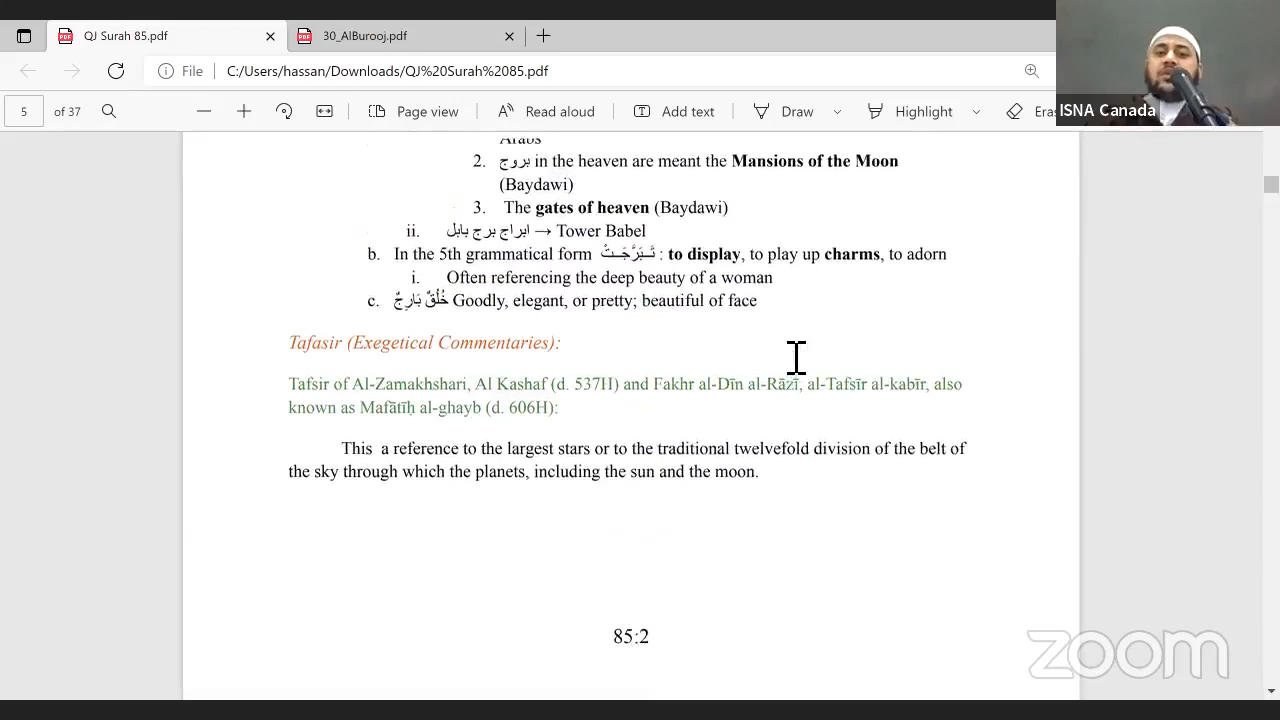 QJ Surah 85.pdf
30_AlBurooj.pdf
File
C:/Users/hassan/Downloads/QJ%20Surah%2085.pdf
5 of 37
Page view
Read aloud
Add text
Draw
Highlight
Eras
ISNA Canada
Arabs
2. بروج in the heaven are meant the Mansions of the Moon
(Baydawi)
3. The gates of heaven (Baydawi)
ii. ابراج برج بابل → Tower Babel
b. In the 5th grammatical form تَــبَرَّجَــتْ : to display, to play up charms, to adorn
i. Often referencing the deep beauty of a woman
c. خُلُقٌ بَارِجٌ Goodly, elegant, or pretty; beautiful of face
Tafasir (Exegetical Commentaries):
Tafsir of Al-Zamakhshari, Al Kashaf (d. 537H) and Fakhr al-Dīn al-Rāzī, al-Tafsīr al-kabīr, also
known as Mafātīḥ al-ghayb (d. 606H):
This a reference to the largest stars or to the traditional twelvefold division of the belt of
the sky through which the planets, including the sun and the moon.
85:2
zoom